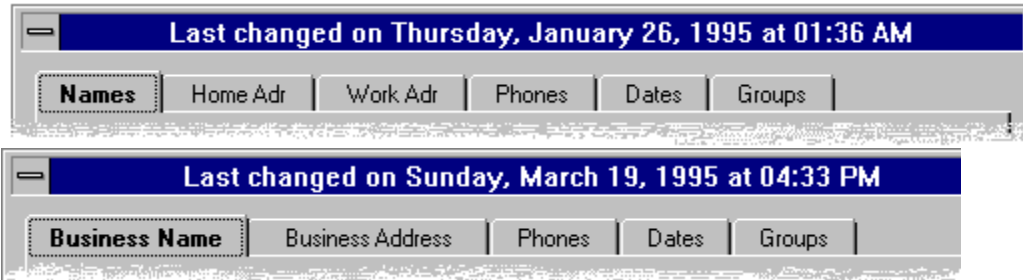 Last changed on Thursday, January 26, 1995 at 01:36 AM
Names Home Adr Work Adr Phones Dates Groups
Last changed on Sunday, March 19, 1995 at 04:33 PM
Business Name Business Address Phones Dates Groups